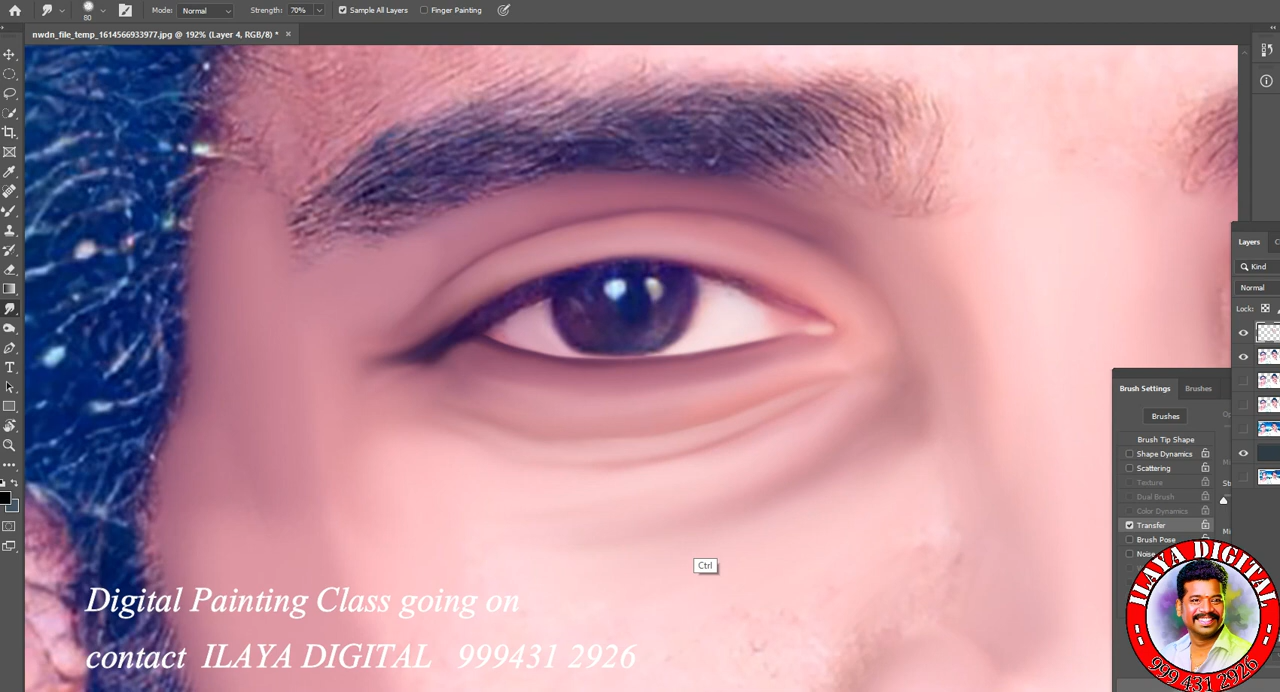 80
Mode: Normal
Strength: 70%
Sample All Layers
Finger Painting
nwdn_file_temp_1614566933977.jpg @ 192% (Layer 4, RGB/8) *
Layers
Kind
Normal
Lock:
Brush Settings
Brushes
Brushes
Brush Tip Shape
Shape Dynamics
Scattering
Texture
Dual Brush
Color Dynamics
Transfer
Brush Pose
Noise
Ctrl
Digital Painting Class going on
contact ILAYA DIGITAL 999431 2926
ILAYA DIGITAL
999 431 2926